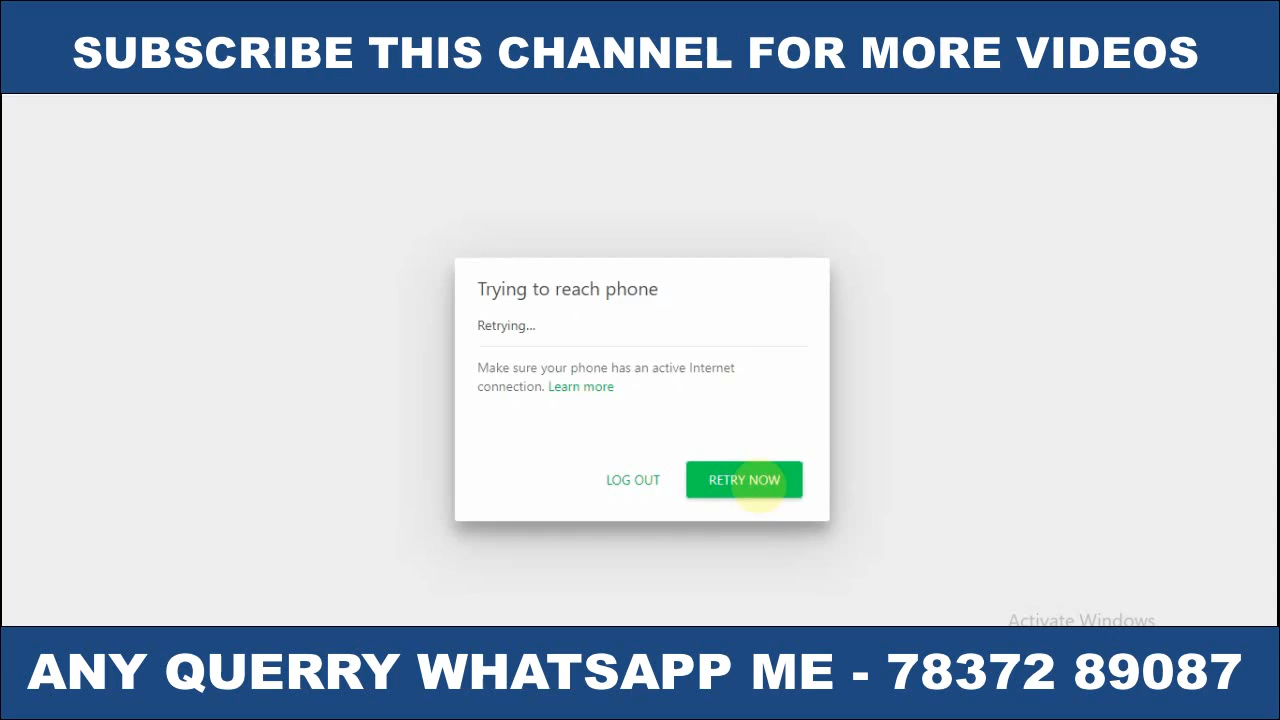 SUBSCRIBE THIS CHANNEL FOR MORE VIDEOS
Trying to reach phone
Retrying...
Make sure your phone has an active Internet
connection. Learn more
LOG OUT
RETRY NOW
Activate Windows
ANY QUERRY WHATSAPP ME - 78372 89087